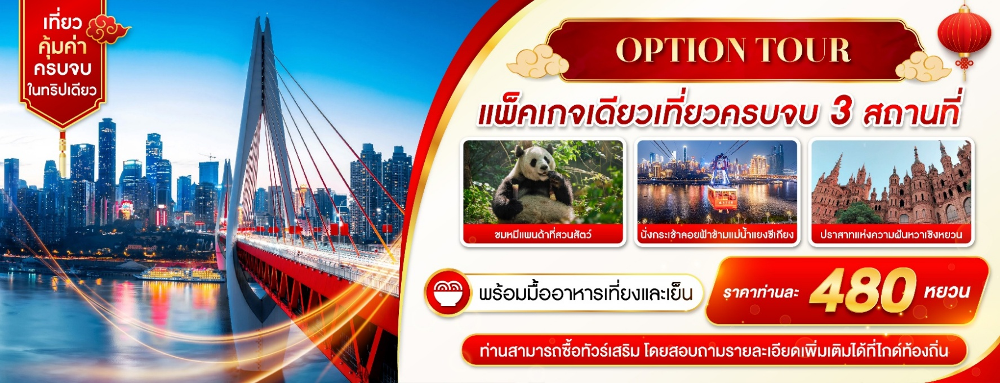 เที่ยว
คุ้มค่า
ครบจบ
ในทริปเดียว
OPTION TOUR
แพ็คเกจเดียวเที่ยวครบจบ 3 สถานที่
ชมหมีแพนด้าที่สวนสัตว์
นั่งกระเช้าลอยฟ้าข้ามแม่น้ำแยงซีเกียง
ปราสาทแห่งความฝันหวาเชิงหยวน
พร้อมมื้ออาหารเที่ยงและเย็น
ราคาท่านละ 480 หยวน
ท่านสามารถซื้อทัวร์เสริม โดยสอบถามรายละเอียดเพิ่มเติมได้ที่ไกด์ท้องถิ่น